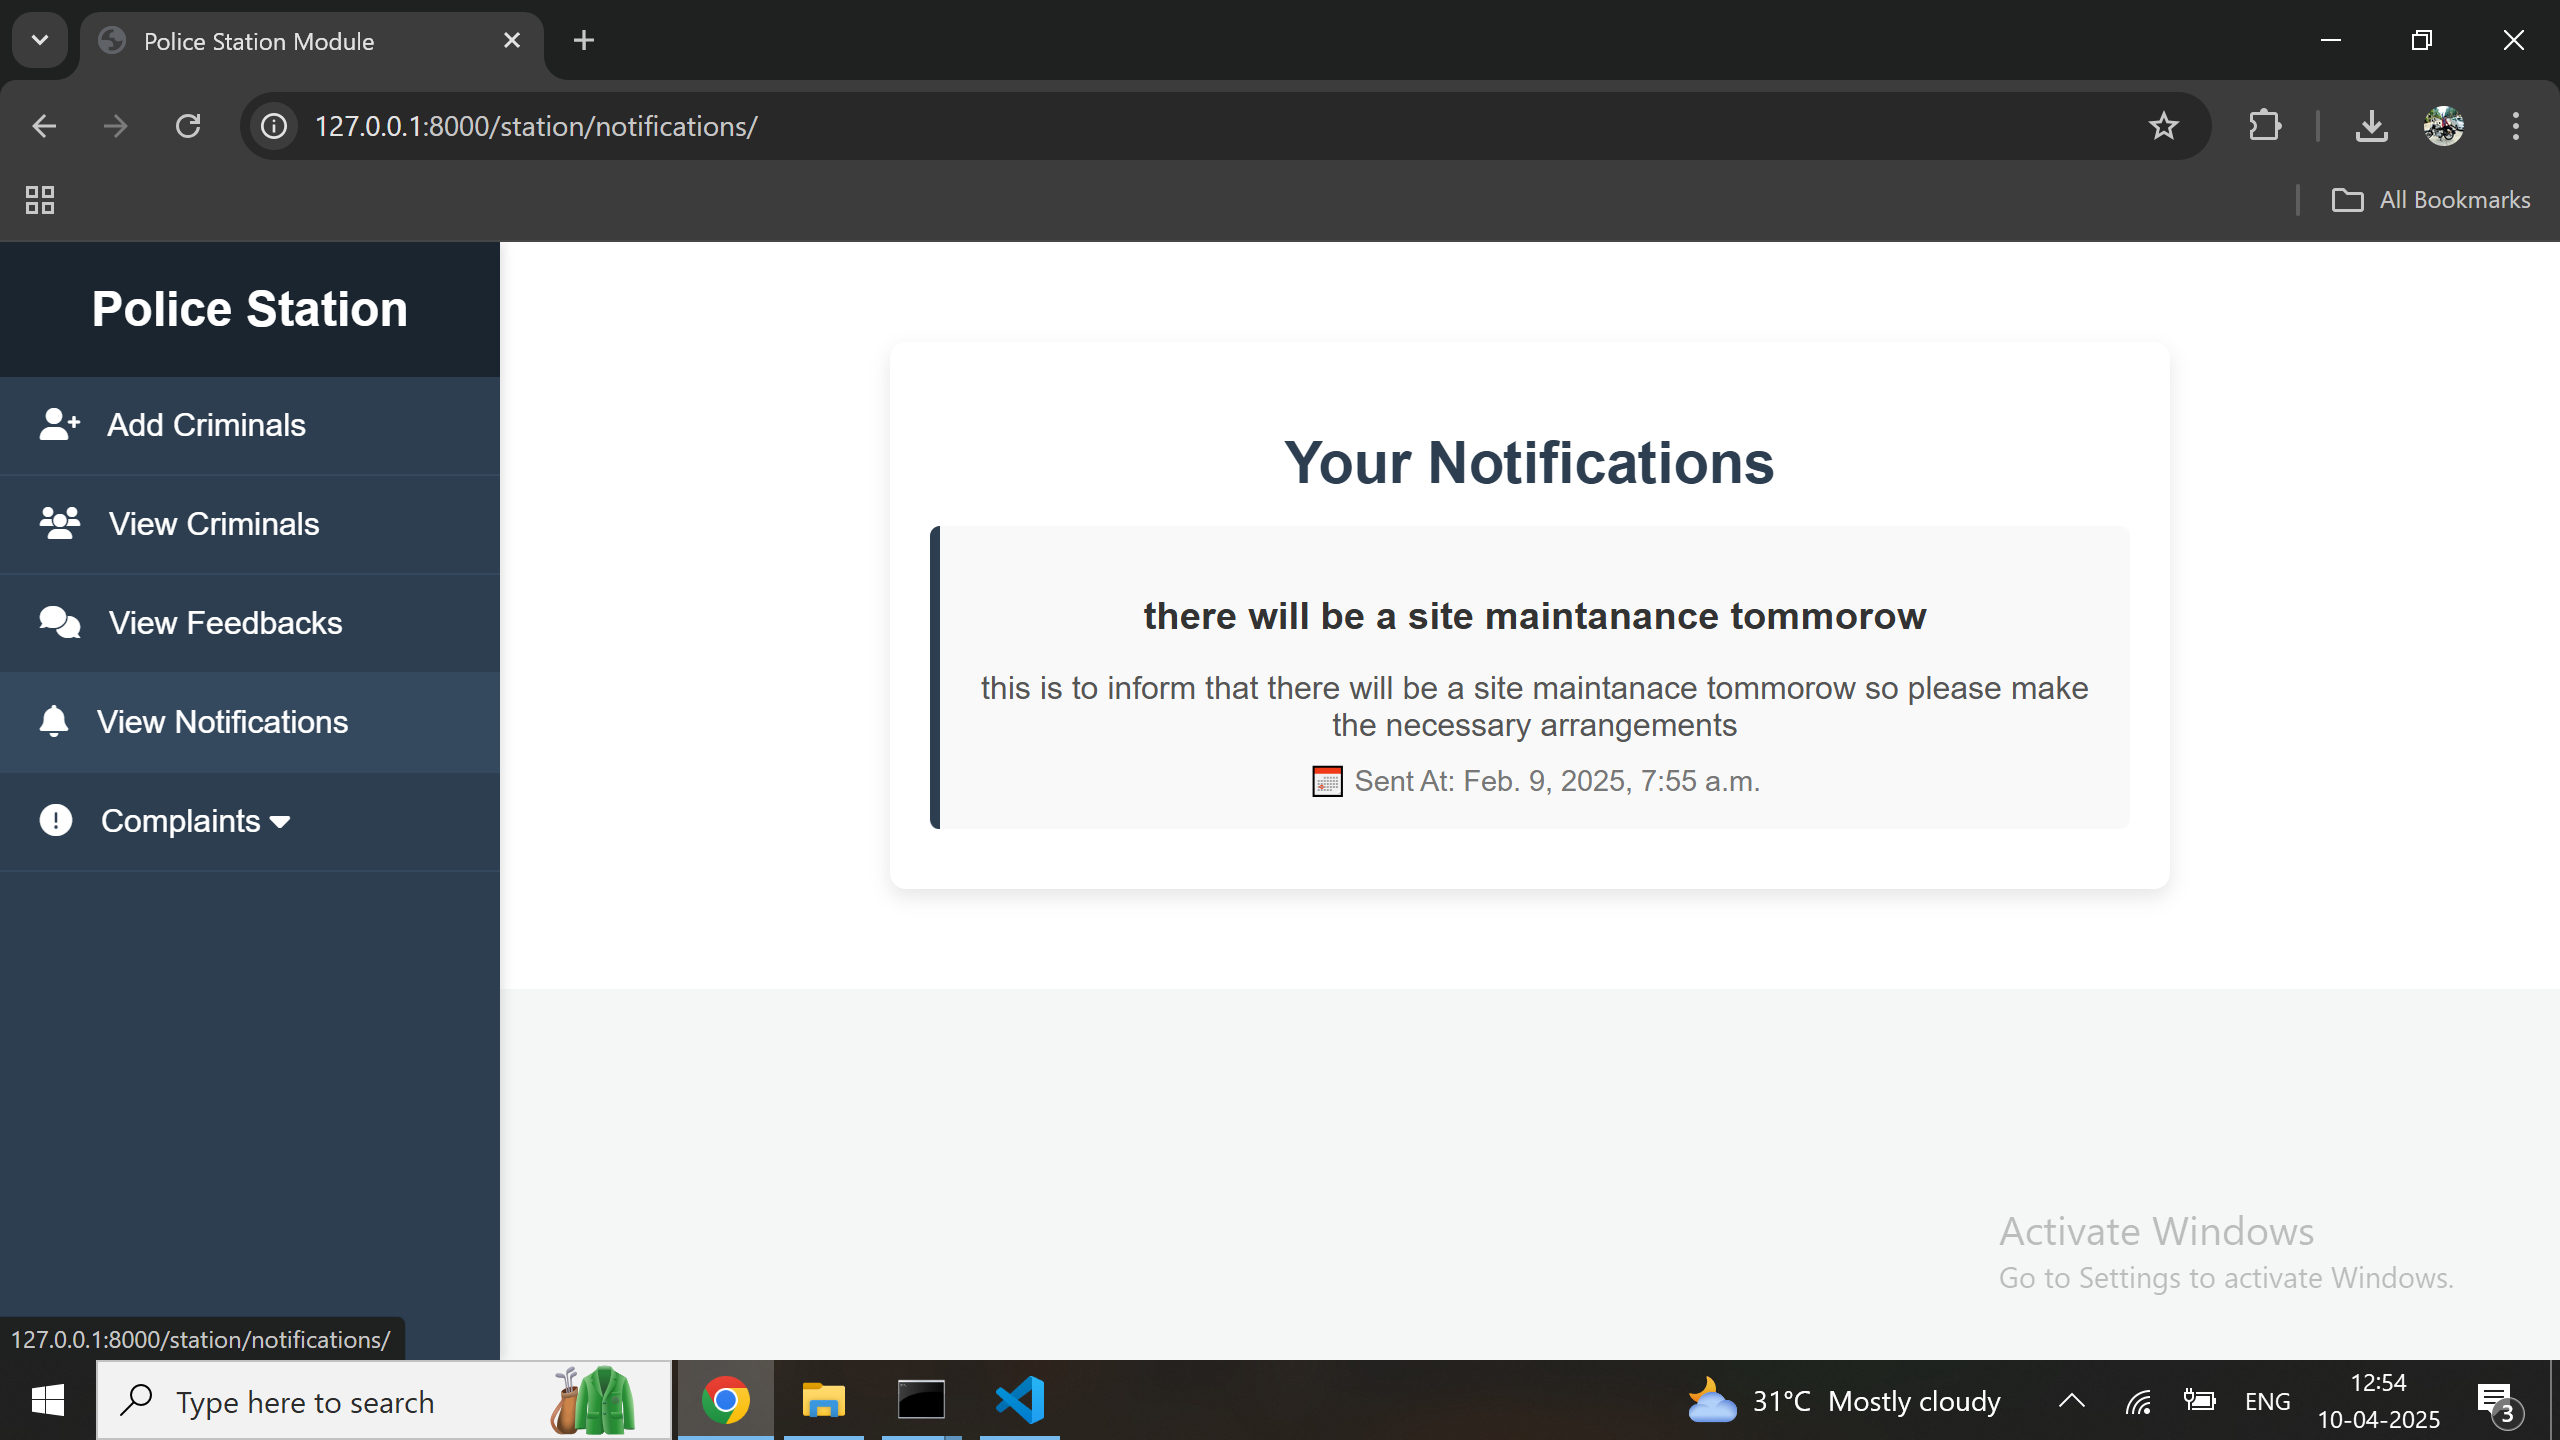 Police Station Module
127.0.0.1:8000/station/notifications/
All Bookmarks
Police Station
Add Criminals
View Criminals
View Feedbacks
View Notifications
Complaints
Your Notifications
there will be a site maintanance tommorow
this is to inform that there will be a site maintanace tommorow so please make
the necessary arrangements
Sent At: Feb. 9, 2025, 7:55 a.m.
Activate Windows
Go to Settings to activate Windows.
127.0.0.1:8000/station/notifications/
Type here to search
31°C Mostly cloudy
ENG
12:54
10-04-2025
3